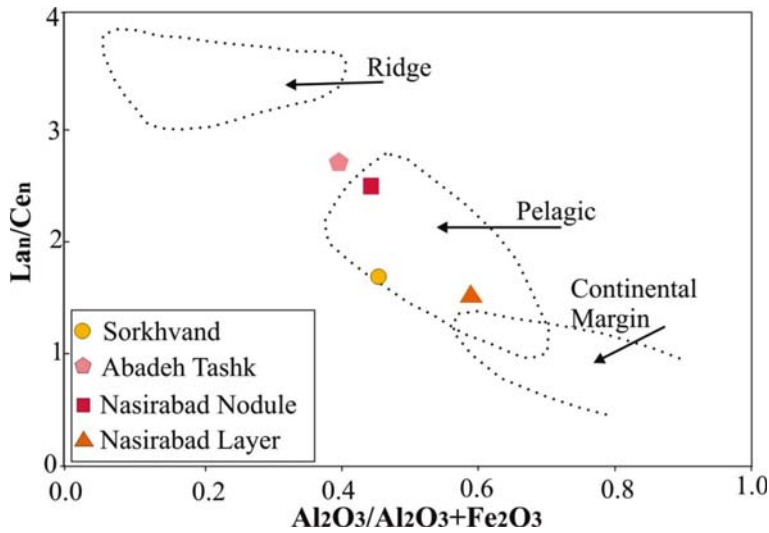 4
3
2
1
0
Lan/Cen
Ridge
Pelagic
Continental
Margin
Sorkhvand
Abadeh Tashk
Nasirabad Nodule
Nasirabad Layer
0.0 0.2 0.4 0.6 0.8 1.0
Al2O3/Al2O3+Fe2O3